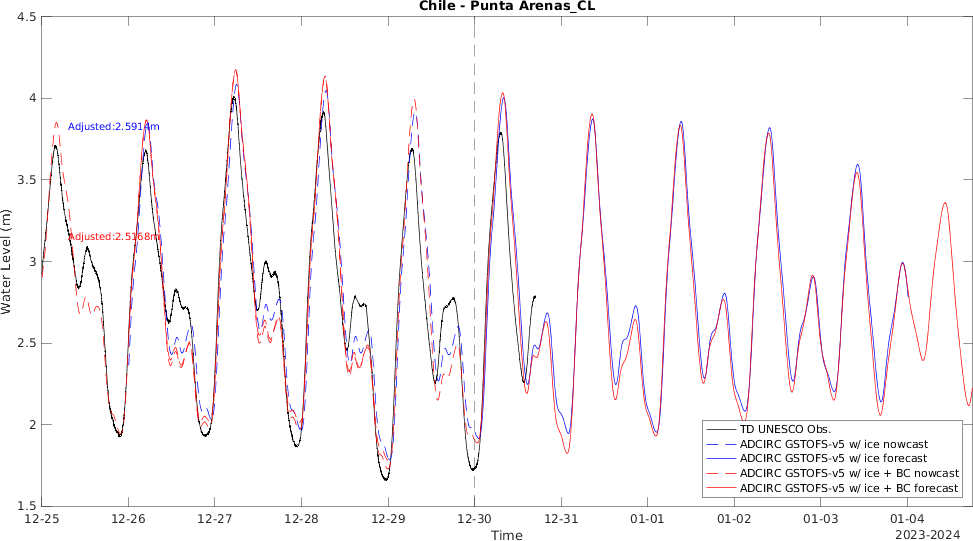 Chile - Punta Arenas_CL
4.5
4
3.5
3
2.5
2
1.5
Water Level (m)
Adjusted:2.5914m
Adjusted:2.5168m
TD UNESCO Obs.
ADCIRC GSTOFS-v5 w/ ice nowcast
ADCIRC GSTOFS-v5 w/ ice forecast
ADCIRC GSTOFS-v5 w/ ice + BC nowcast
ADCIRC GSTOFS-v5 w/ ice + BC forecast
12-25 12-26 12-27 12-28 12-29 12-30 12-31 01-01 01-02 01-03 01-04
Time
2023-2024